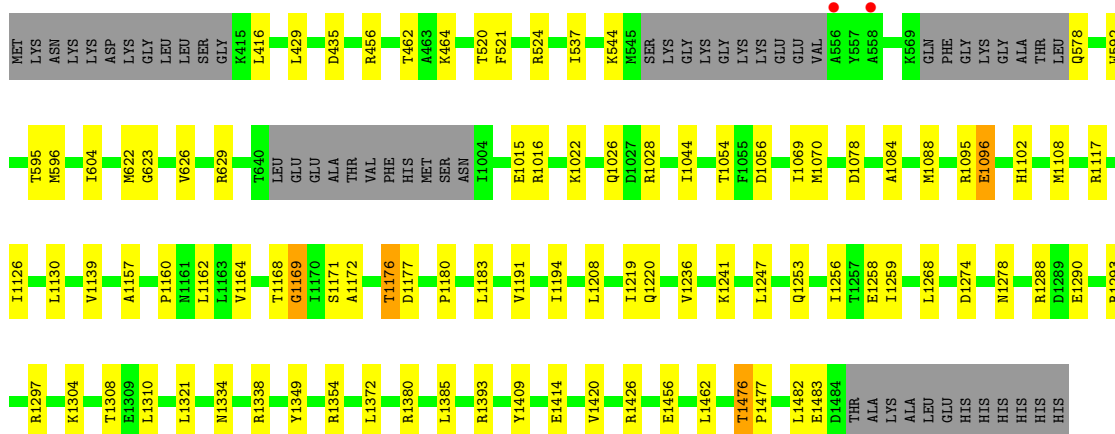 MET LYS ASN LYS LYS ASP LYS GLY LEU LEU SER GLY K415 L416 L429 D435 R456 T462 A463 K464 T520 F521 R524 I537 K544 M545 SER LYS GLY LYS GLY LYS LYS GLU GLU VAL A556 Y557 A558 K569 GLN PHE GLY LYS GLY ALA THR LEU Q578
T595 M596 I604 M622 G623 V626 R629 T640 LEU GLU GLU ALA THR VAL PHE HIS MET SER ASN I1004 E1015 R1016 K1022 Q1026 D1027 R1028 I1044 T1054 F1055 D1056 I1069 M1070 D1078 A1084 M1088 R1095 E1096 H1102 M1108 R1117
I1126 L1130 V1139 A1157 P1160 N1161 L1162 L1163 V1164 T1168 G1169 I1170 S1171 A1172 T1176 D1177 P1180 L1183 V1191 I1194 L1208 I1219 Q1220 V1236 K1241 L1247 Q1253 I1256 T1257 E1258 I1259 L1268 D1274 N1278 R1288 D1289 E1290
R1297 K1304 T1308 E1309 L1310 L1321 N1334 R1338 Y1349 R1354 L1372 R1380 L1385 R1393 Y1409 E1414 V1420 R1426 E1456 L1462 T1476 P1477 L1482 E1483 D1484 THR ALA LYS ALA LEU GLU HIS HIS HIS HIS HIS HIS